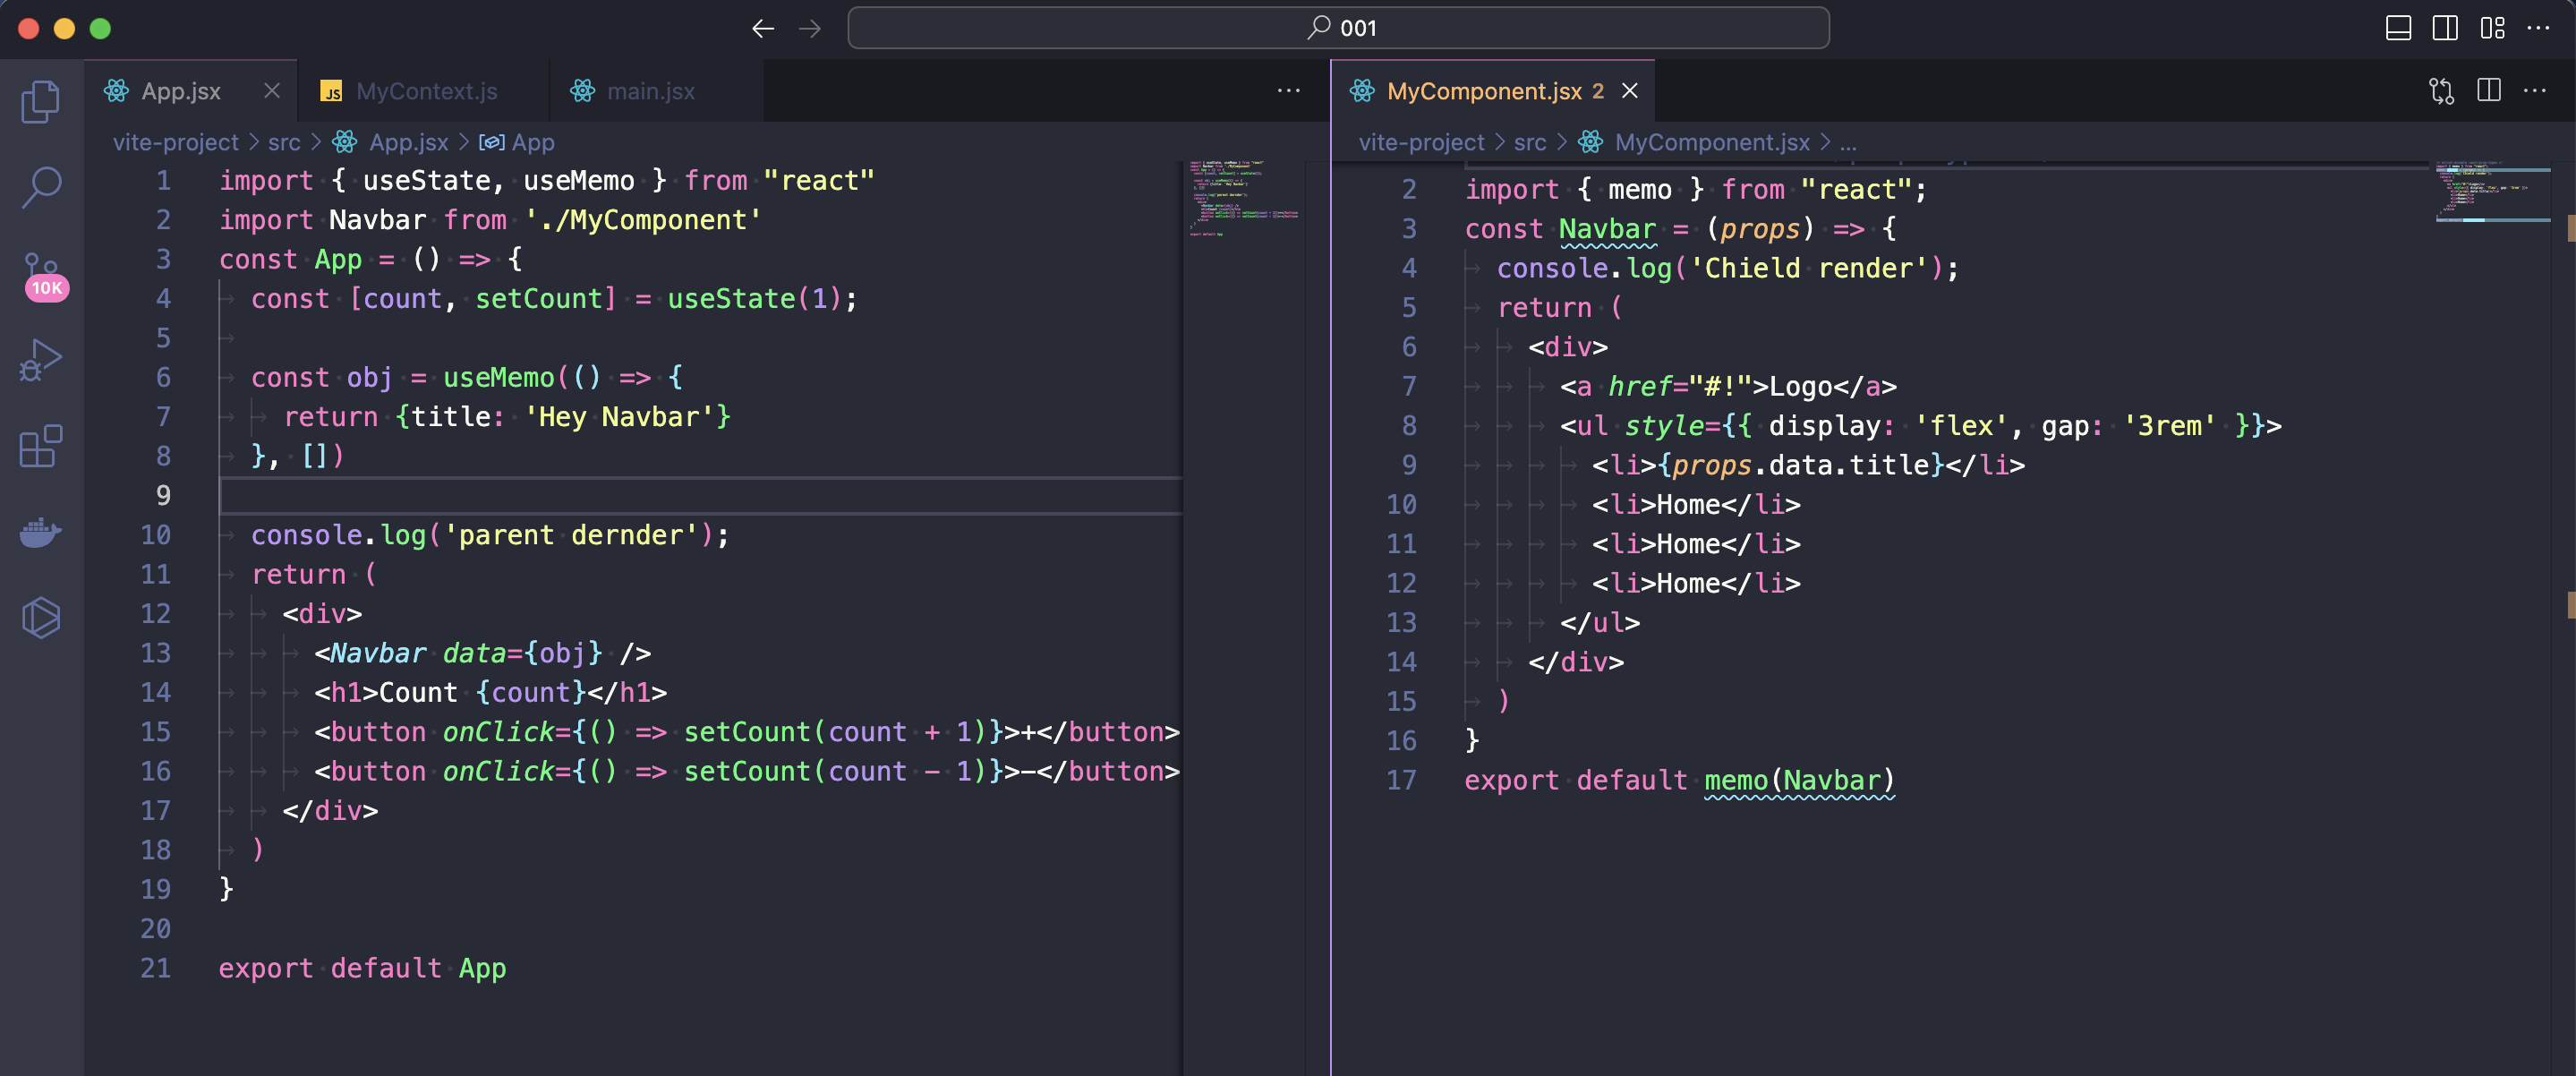 001
App.jsx
MyContext.js
main.jsx
MyComponent.jsx 2
vite-project > src > App.jsx > App
10K
1 import { useState, useMemo } from "react"
2 import Navbar from './MyComponent'
3 const App = () => {
4 const [count, setCount] = useState(1);
5
6 const obj = useMemo(() => {
7 return {title: 'Hey Navbar'}
8 }, [])
9
10 console.log('parent dernder');
11 return (
12 <div>
13 <Navbar data={obj} />
14 <h1>Count {count}</h1>
15 <button onClick={() => setCount(count + 1)}>+</button>
16 <button onClick={() => setCount(count - 1)}>-</button>
17 </div>
18 )
19 }
20
21 export default App
vite-project > src > MyComponent.jsx > ...
2 import { memo } from "react";
3 const Navbar = (props) => {
4 console.log('Chield render');
5 return (
6 <div>
7 <a href="#!">Logo</a>
8 <ul style={{ display: 'flex', gap: '3rem' }}>
9 <li>{props.data.title}</li>
10 <li>Home</li>
11 <li>Home</li>
12 <li>Home</li>
13 </ul>
14 </div>
15 )
16 }
17 export default memo(Navbar)